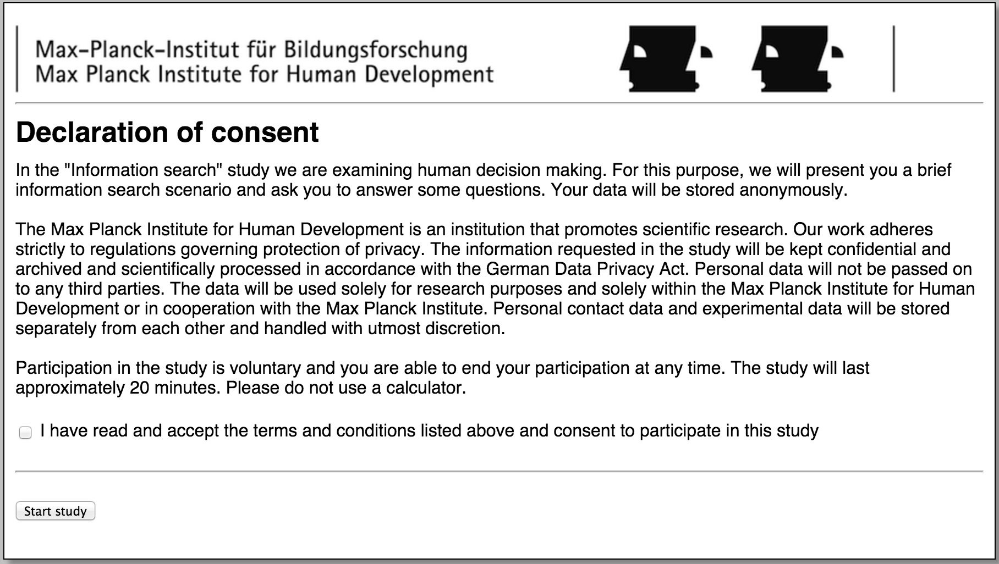 Max-Planck-Institut für Bildungsforschung
Max Planck Institute for Human Development
Declaration of consent
In the "Information search" study we are examining human decision making. For this purpose, we will present you a brief
information search scenario and ask you to answer some questions. Your data will be stored anonymously.
The Max Planck Institute for Human Development is an institution that promotes scientific research. Our work adheres
strictly to regulations governing protection of privacy. The information requested in the study will be kept confidential and
archived and scientifically processed in accordance with the German Data Privacy Act. Personal data will not be passed on
to any third parties. The data will be used solely for research purposes and solely within the Max Planck Institute for Human
Development or in cooperation with the Max Planck Institute. Personal contact data and experimental data will be stored
separately from each other and handled with utmost discretion.
Participation in the study is voluntary and you are able to end your participation at any time. The study will last
approximately 20 minutes. Please do not use a calculator.
I have read and accept the terms and conditions listed above and consent to participate in this study
Start study